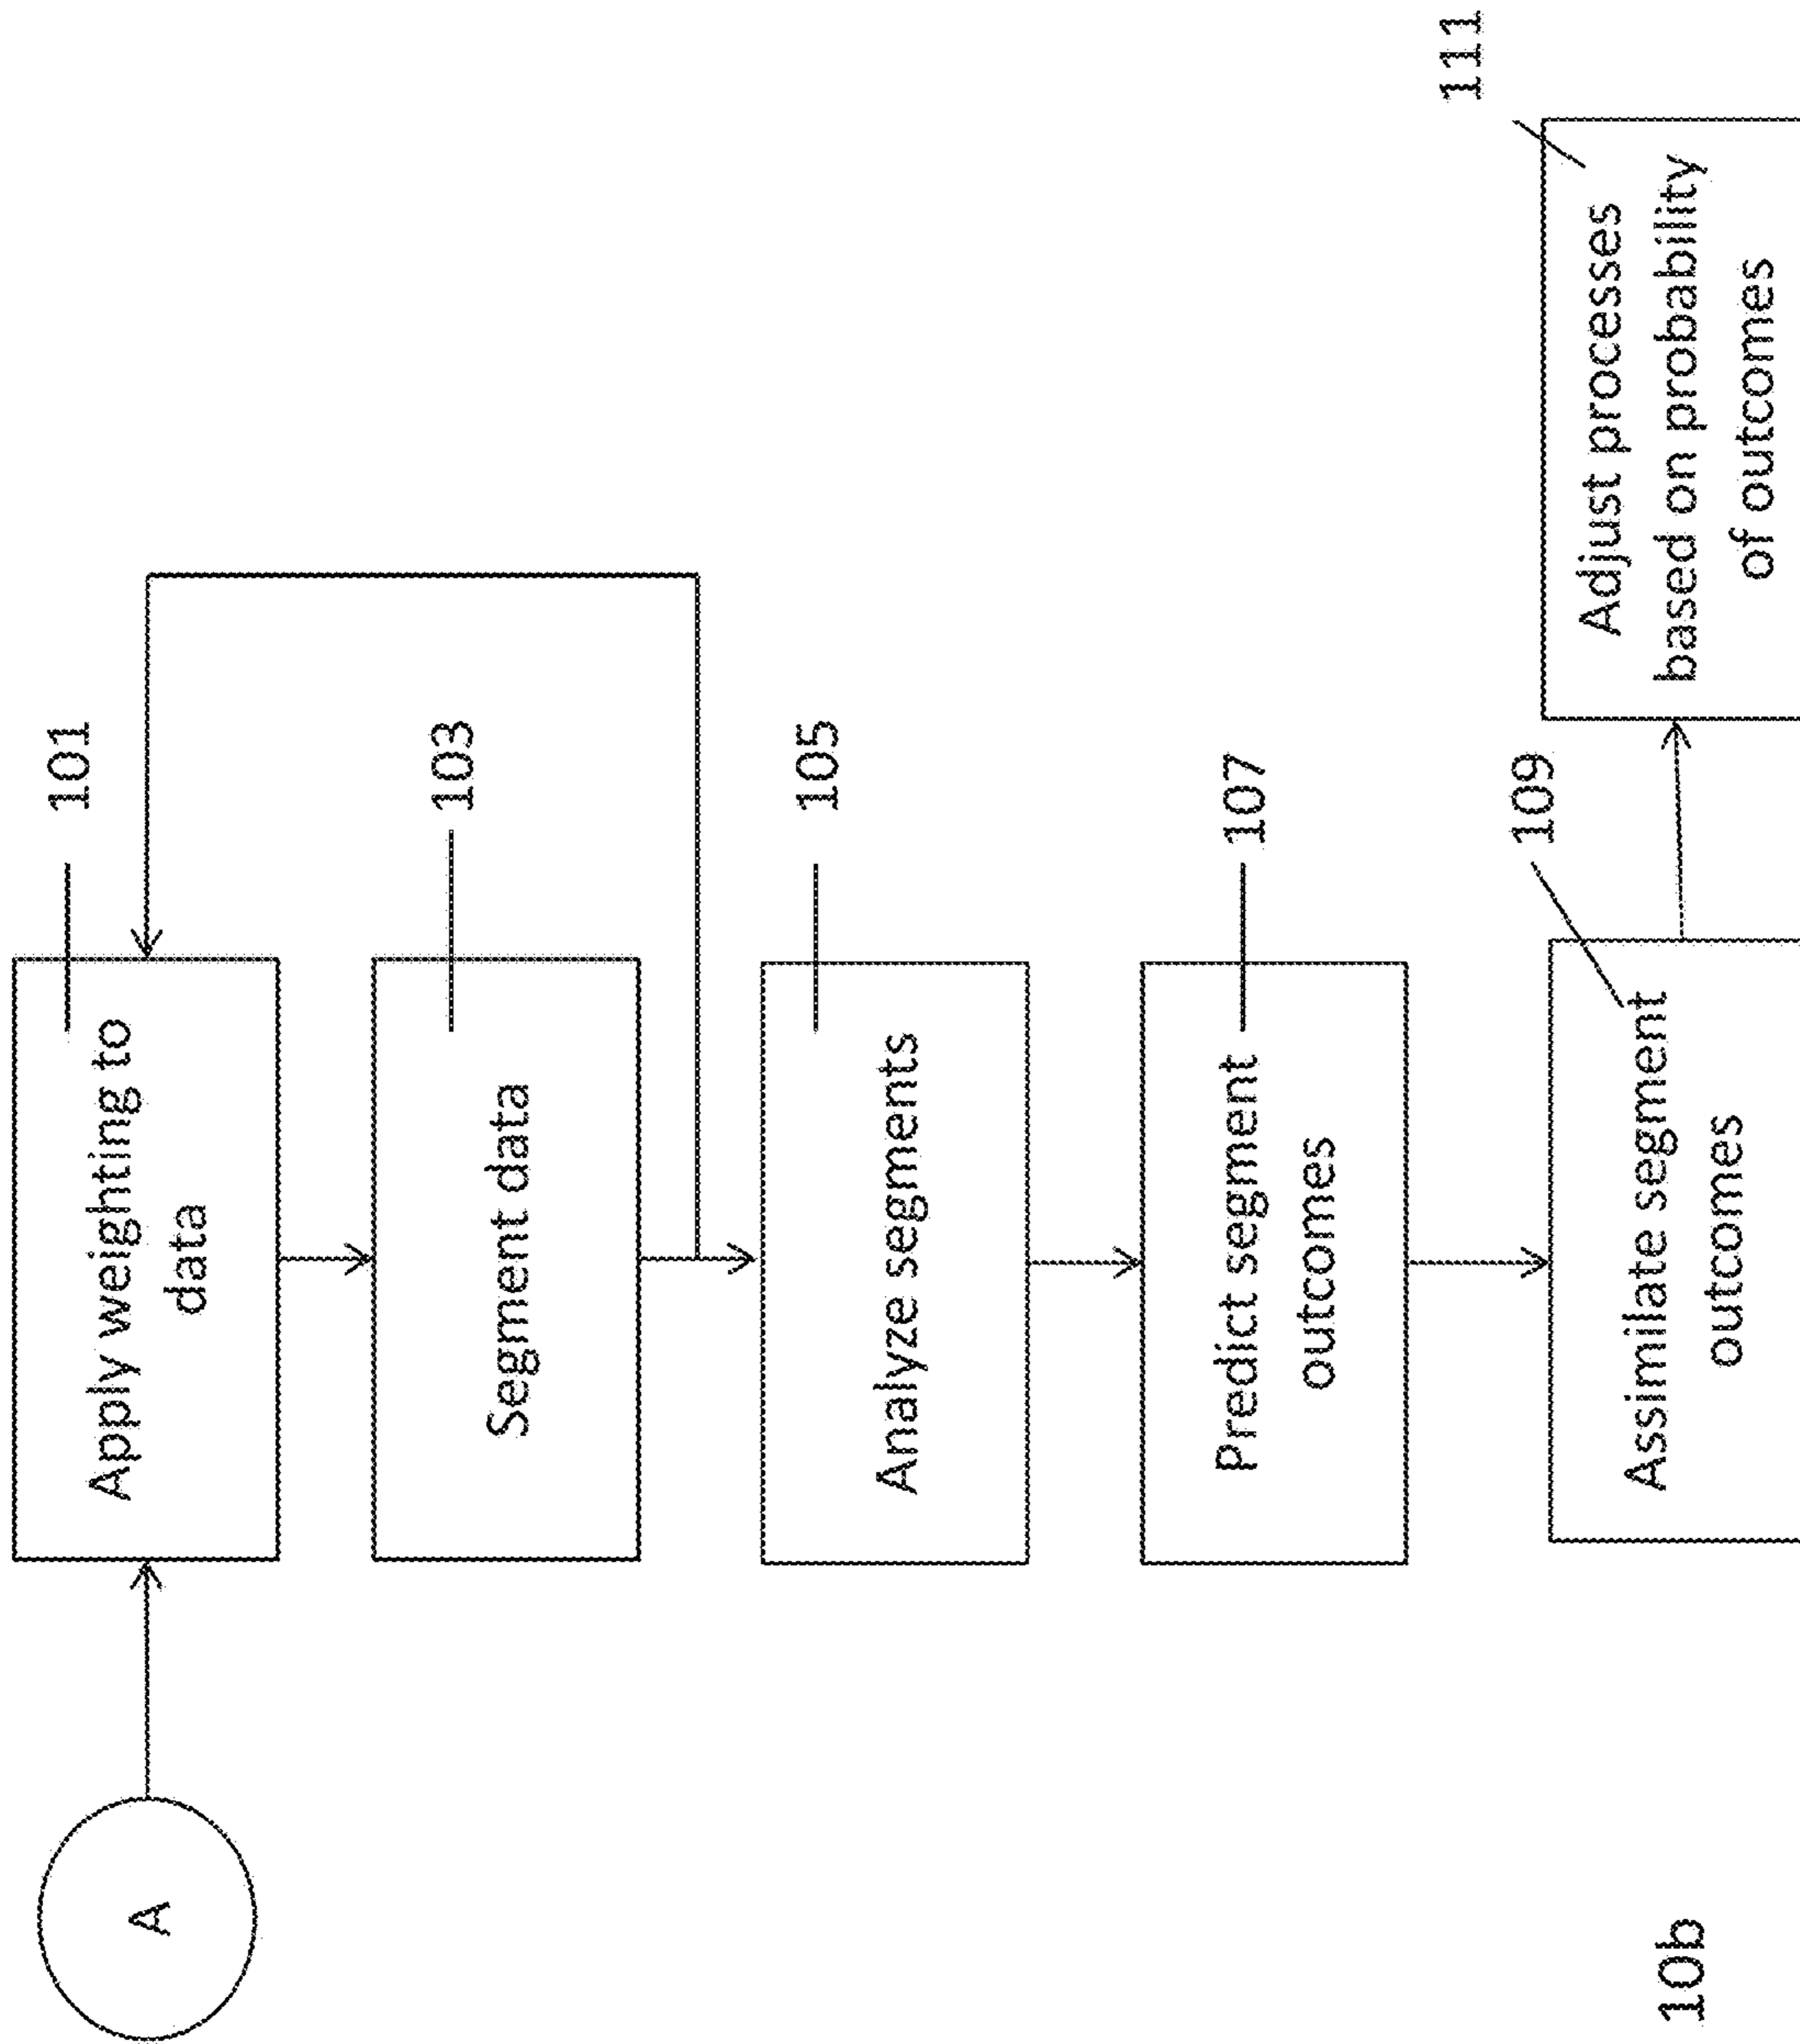 A
Apply weighting to
data
101
Segment data
103
Analyze segments
105
Predict segment
outcomes
107
Assimilate segment
outcomes
109
Adjust processes
based on probability
of outcomes
111
10b